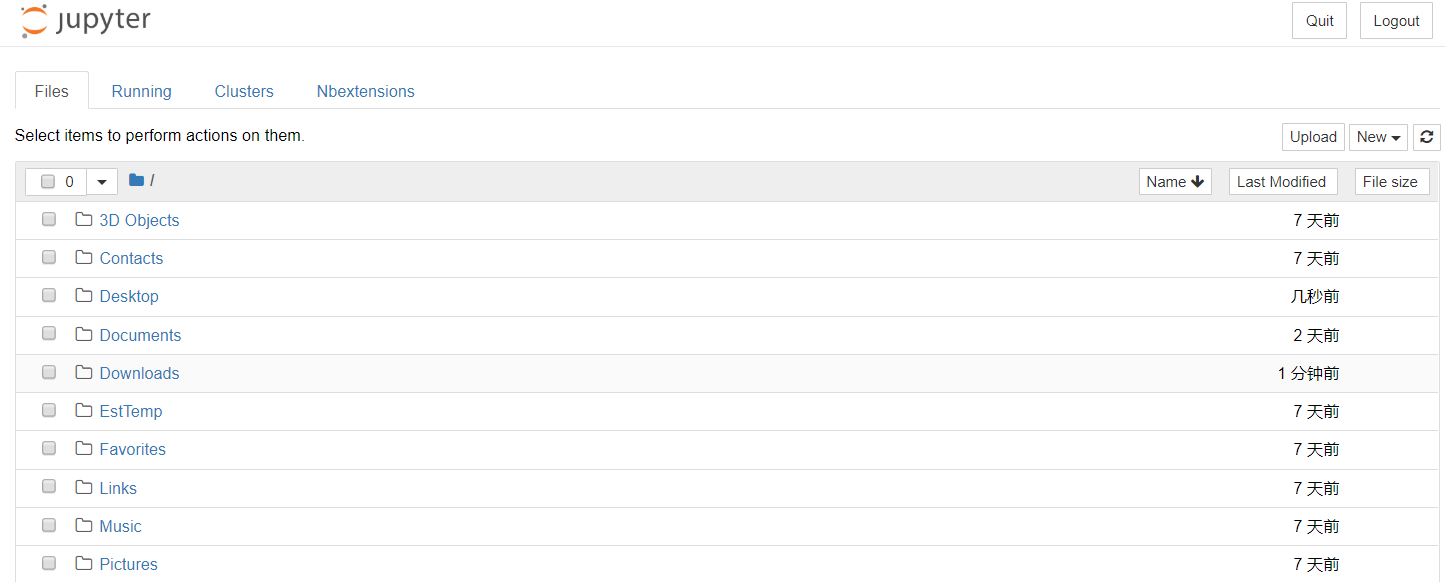 jupyter Quit Logout
Files Running Clusters Nbextensions
Select items to perform actions on them. Upload New
0 / Name Last Modified File size
3D Objects 7 天前
Contacts 7 天前
Desktop 几秒前
Documents 2 天前
Downloads 1 分钟前
EstTemp 7 天前
Favorites 7 天前
Links 7 天前
Music 7 天前
Pictures 7 天前